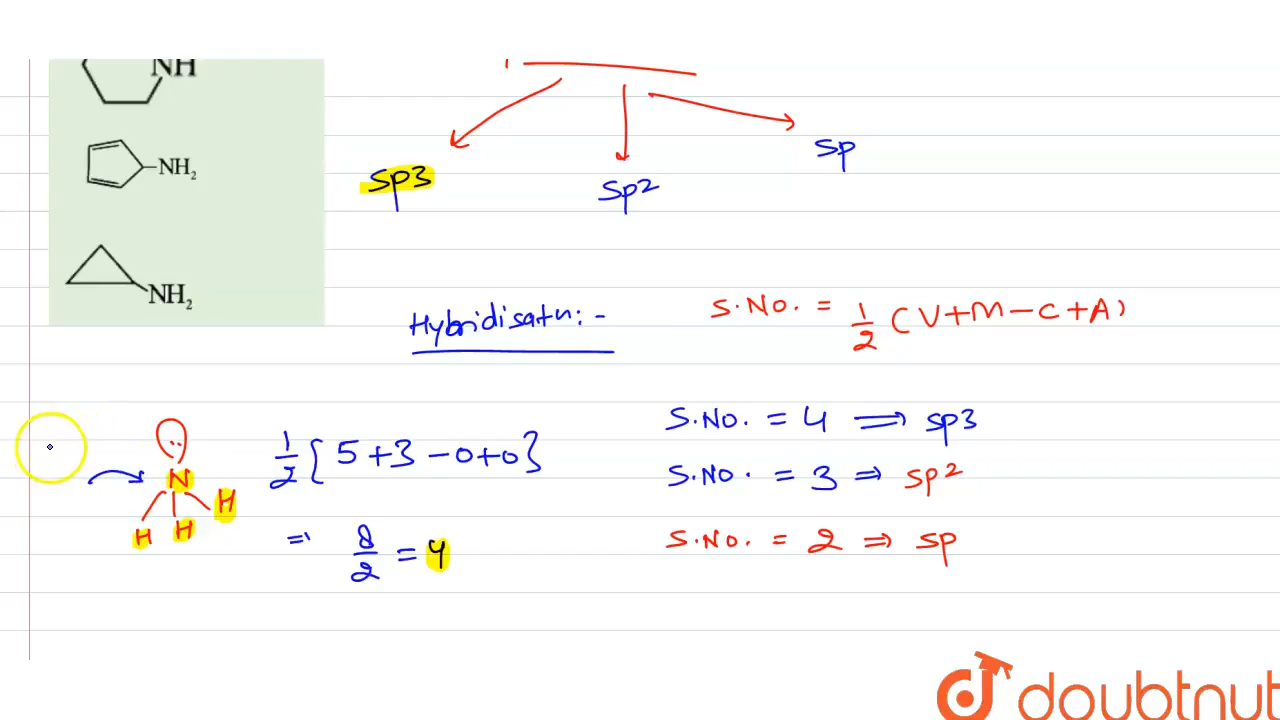 NH
NH2
NH2
sp3
sp2
sp
Hybridisatn:-
S.No. = 1/2 (V+M-C+A)
N
H H H
1/2 {5+3-0+0}
=> 8/2 = 4
S.No. = 4 => sp3
S.No. = 3 => sp2
S.No. = 2 => sp
doubtnut